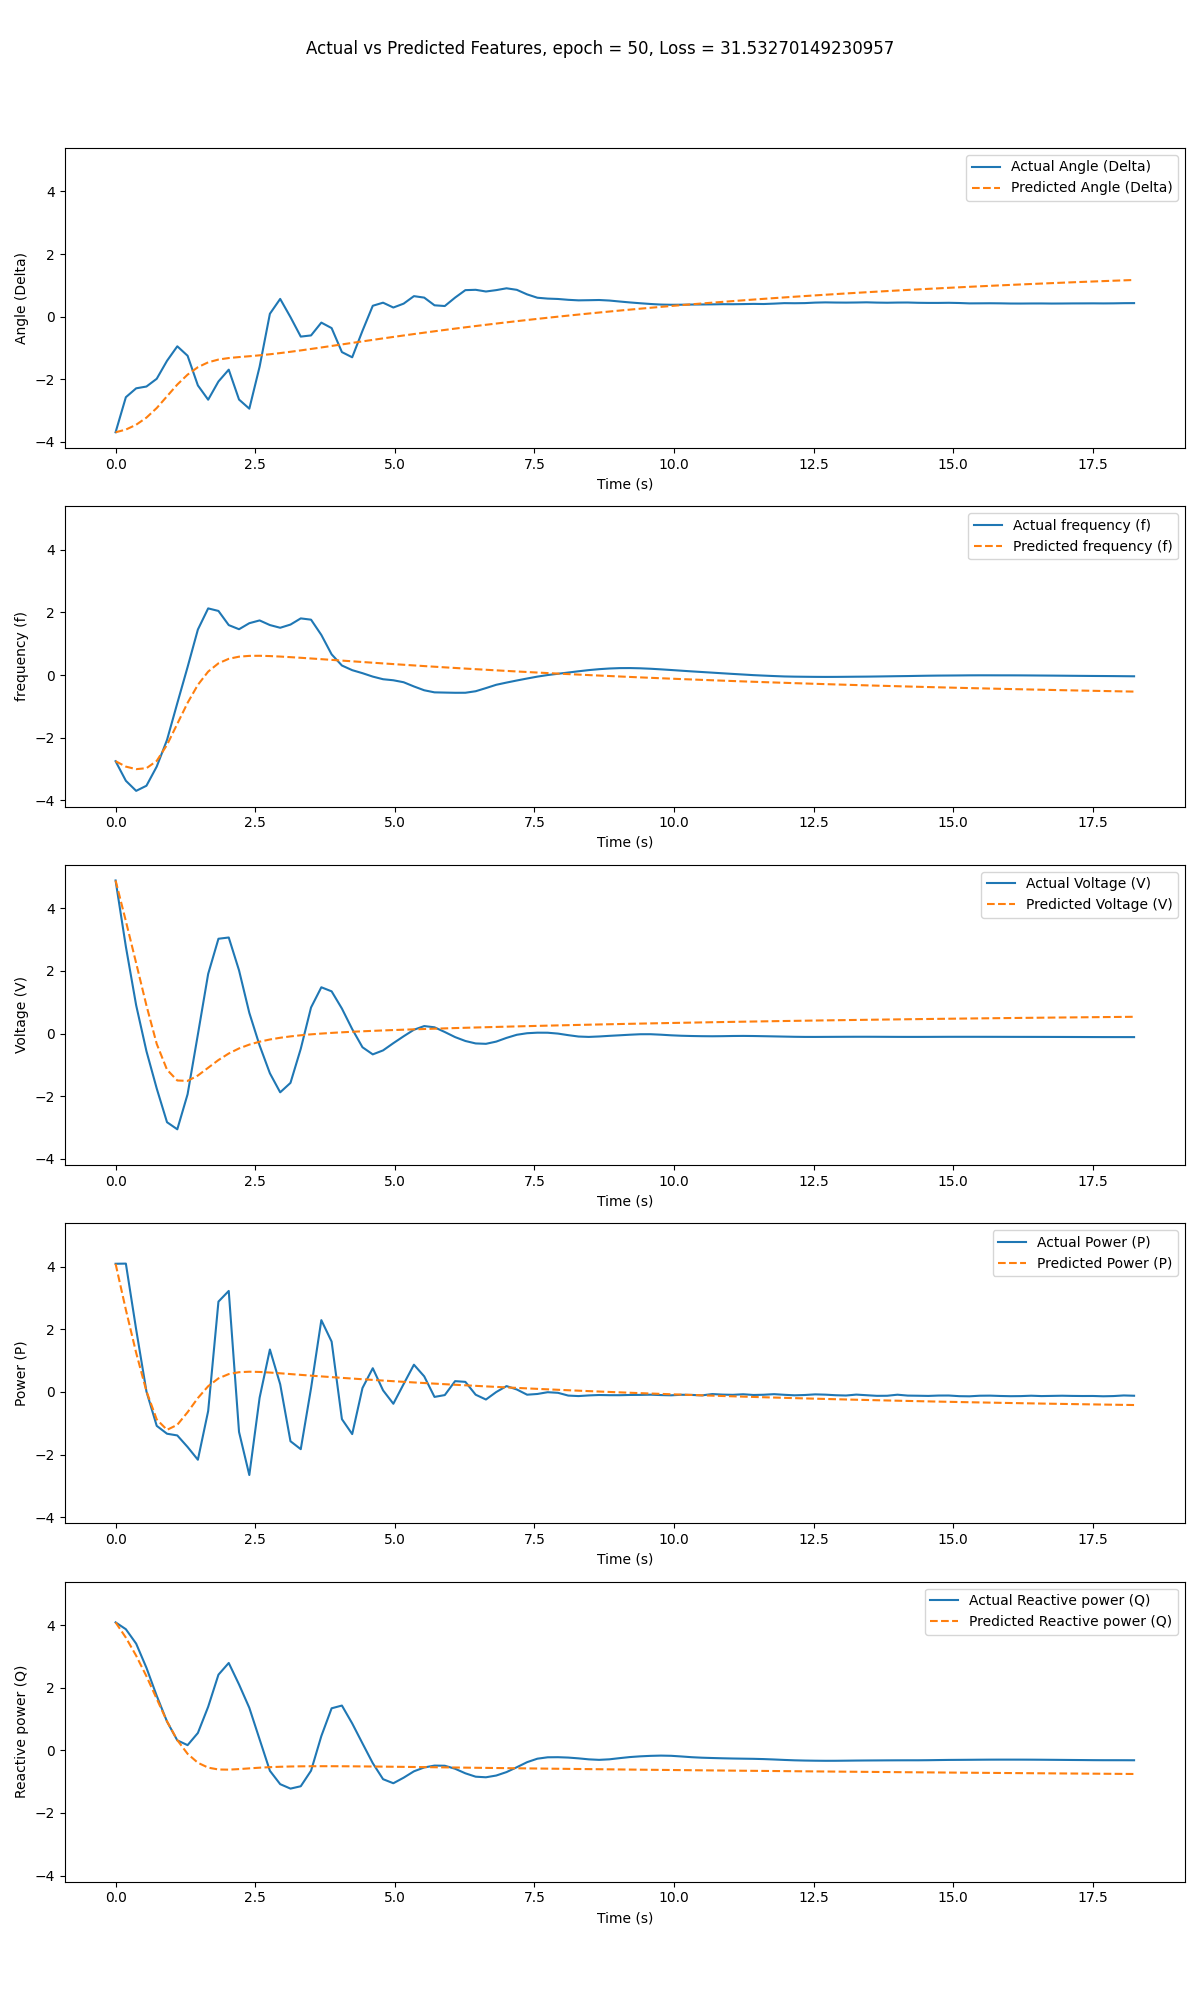 Actual vs Predicted Features, epoch = 50, Loss = 31.53270149230957
Angle (Delta)
4
2
0
−2
−4
Actual Angle (Delta)
Predicted Angle (Delta)
0.0 2.5 5.0 7.5 10.0 12.5 15.0 17.5
Time (s)
frequency (f)
4
2
0
−2
−4
Actual frequency (f)
Predicted frequency (f)
0.0 2.5 5.0 7.5 10.0 12.5 15.0 17.5
Time (s)
Voltage (V)
4
2
0
−2
−4
Actual Voltage (V)
Predicted Voltage (V)
0.0 2.5 5.0 7.5 10.0 12.5 15.0 17.5
Time (s)
Power (P)
4
2
0
−2
−4
Actual Power (P)
Predicted Power (P)
0.0 2.5 5.0 7.5 10.0 12.5 15.0 17.5
Time (s)
Reactive power (Q)
4
2
0
−2
−4
Actual Reactive power (Q)
Predicted Reactive power (Q)
0.0 2.5 5.0 7.5 10.0 12.5 15.0 17.5
Time (s)